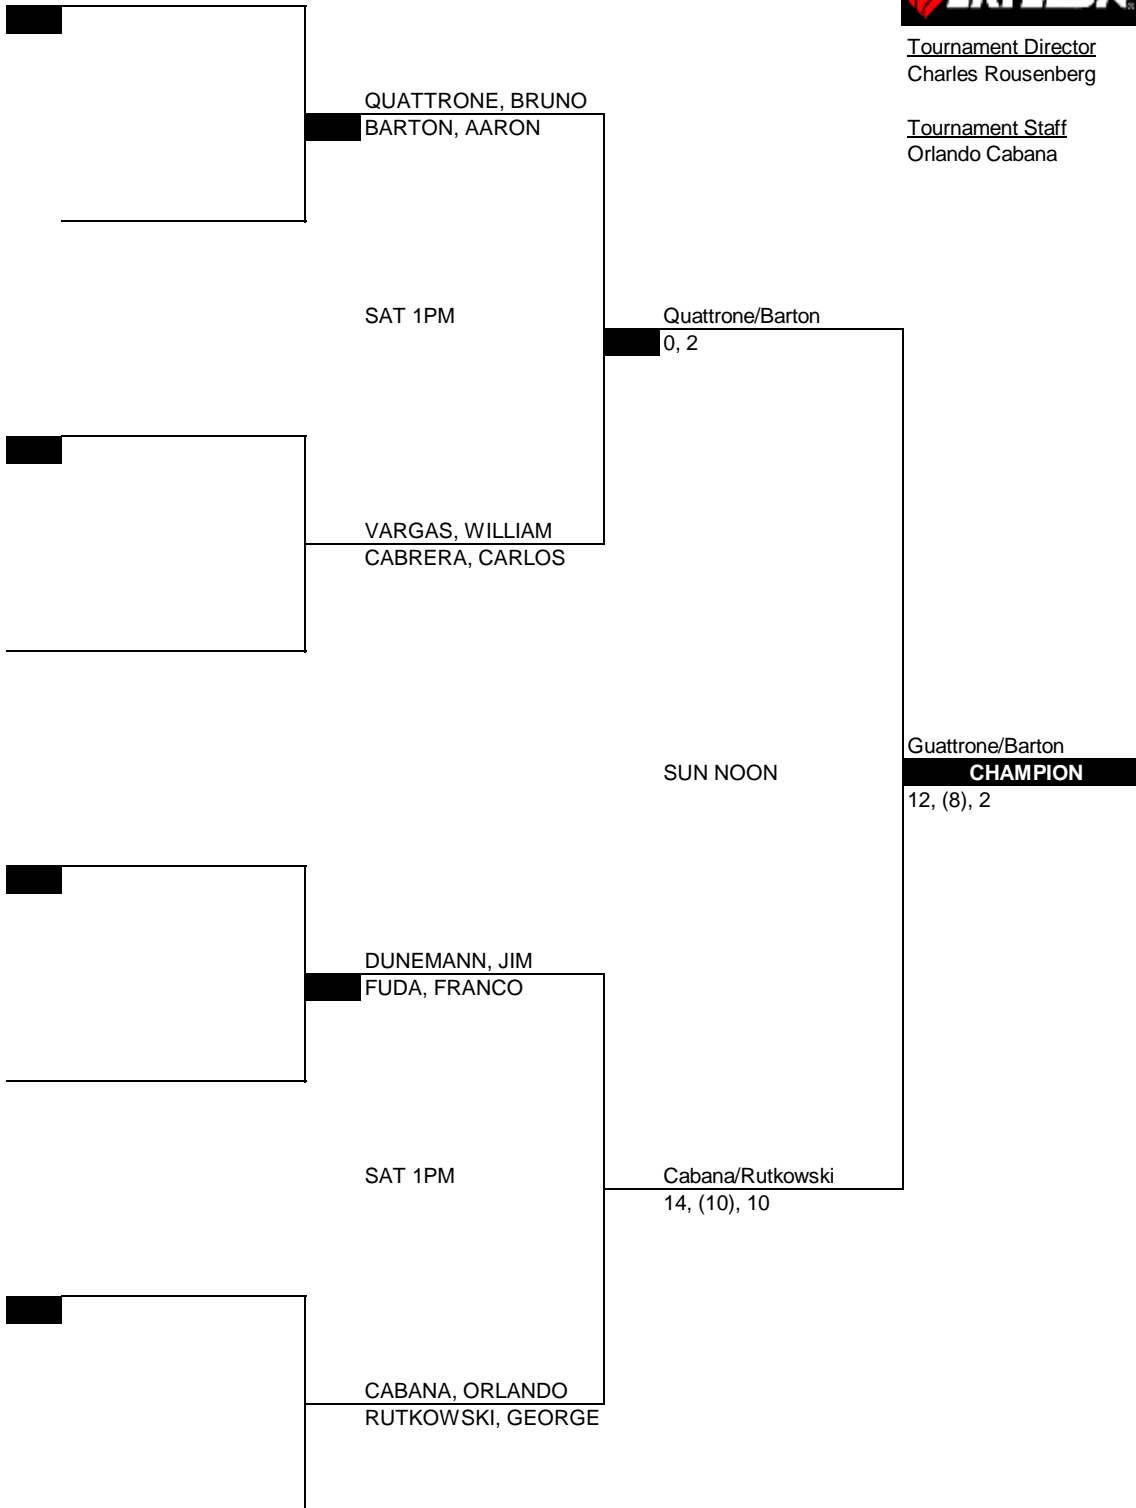 Tournament Director
Charles Rousenberg
Tournament Staff
Orlando Cabana
QUATTRONE, BRUNO
BARTON, AARON
SAT 1PM
Quattrone/Barton
0, 2
VARGAS, WILLIAM
CABRERA, CARLOS
SUN NOON
Guattrone/Barton
CHAMPION
12, (8), 2
DUNEMANN, JIM
FUDA, FRANCO
SAT 1PM
Cabana/Rutkowski
14, (10), 10
CABANA, ORLANDO
RUTKOWSKI, GEORGE